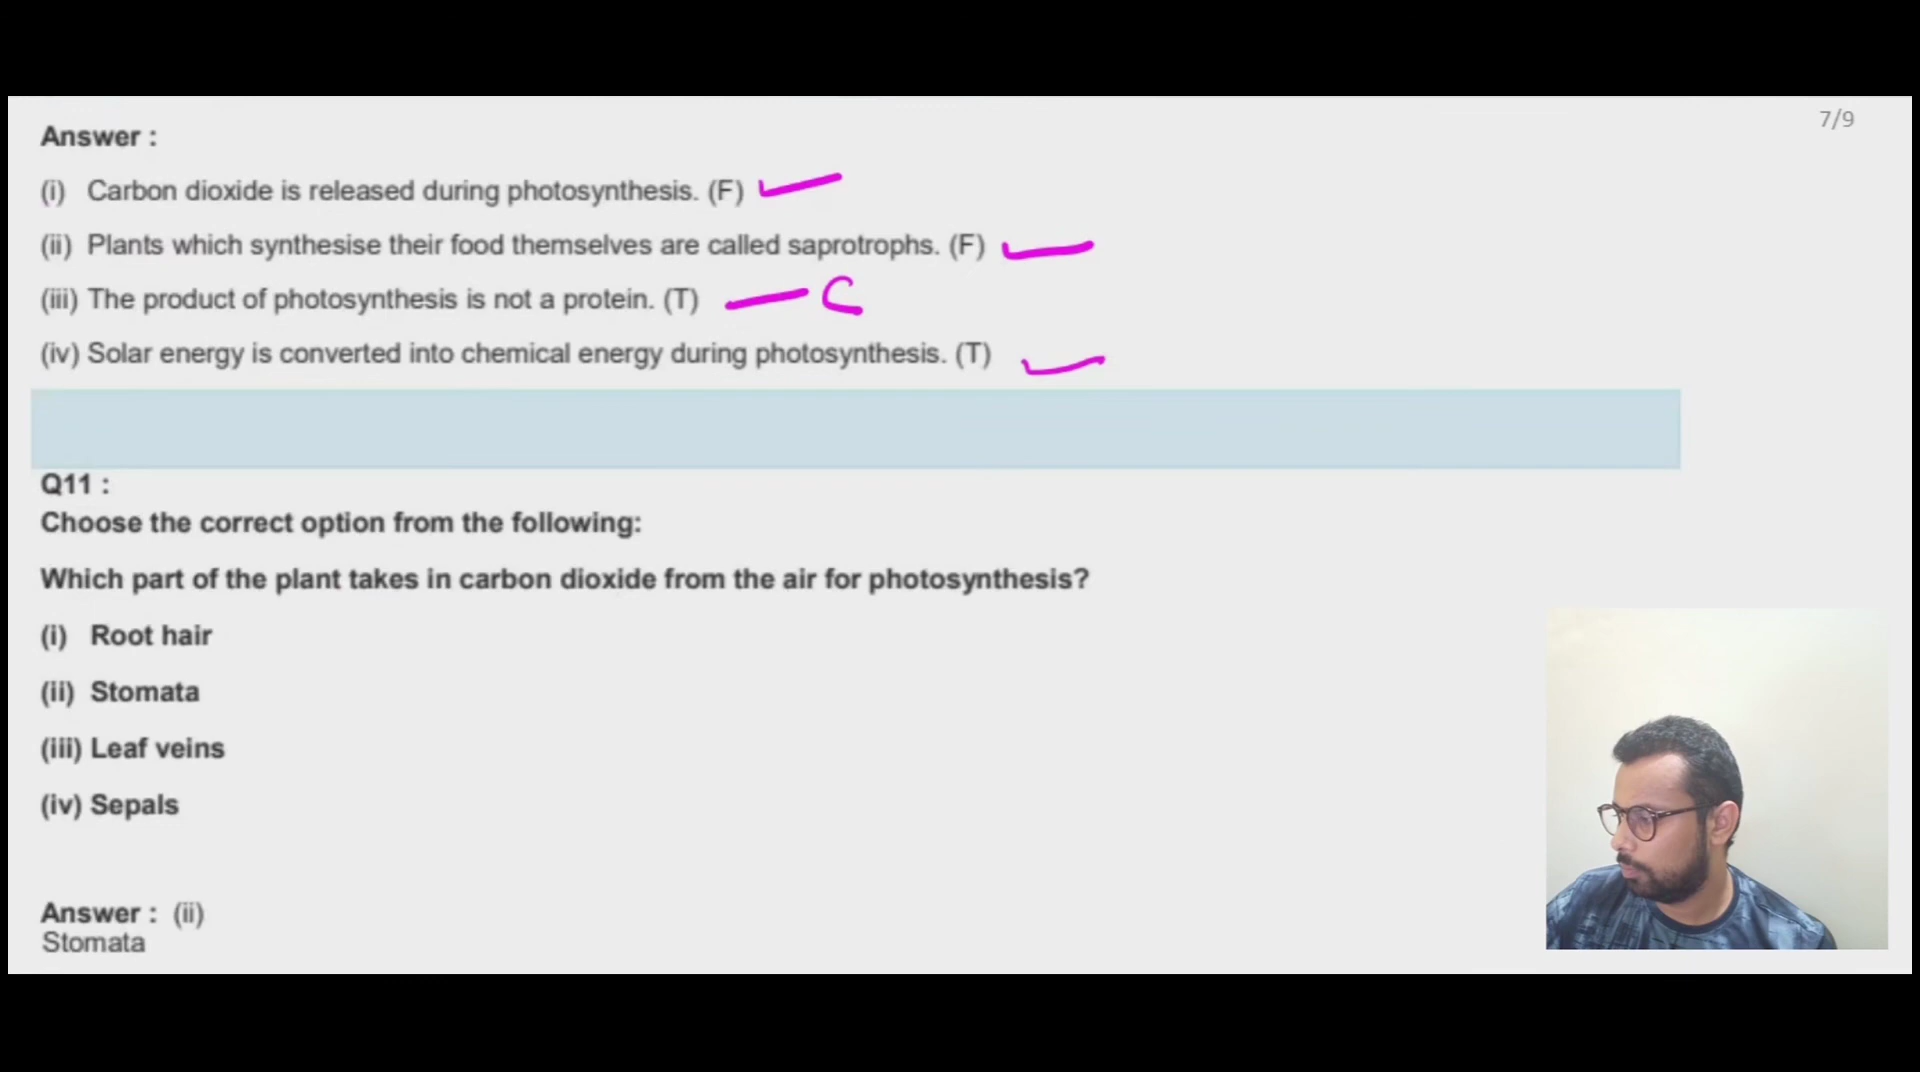 7/9
Answer :
(i) Carbon dioxide is released during photosynthesis. (F)
(ii) Plants which synthesise their food themselves are called saprotrophs. (F)
(iii) The product of photosynthesis is not a protein. (T) C
(iv) Solar energy is converted into chemical energy during photosynthesis. (T)
Q11 :
Choose the correct option from the following:
Which part of the plant takes in carbon dioxide from the air for photosynthesis?
(i) Root hair
(ii) Stomata
(iii) Leaf veins
(iv) Sepals
Answer : (ii)
Stomata